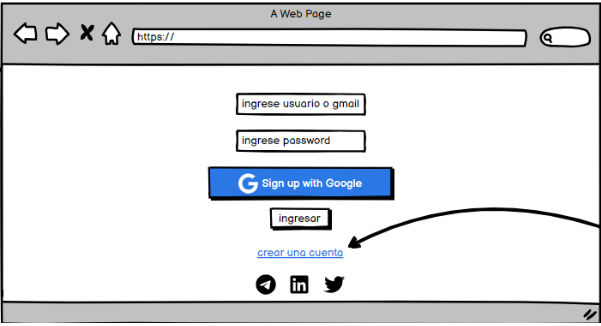 A Web Page
https://
ingrese usuario o gmail
ingrese password
Sign up with Google
ingresar
crear una cuenta